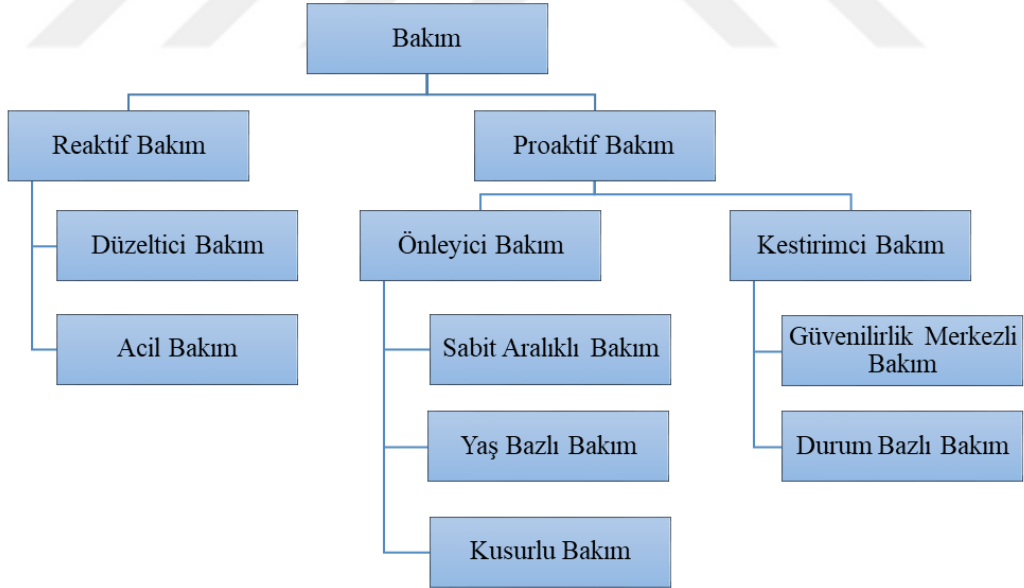 Bakım
Reaktif Bakım
Proaktif Bakım
Düzeltici Bakım
Önleyici Bakım
Kestirimci Bakım
Acil Bakım
Sabit Aralıklı Bakım
Güvenilirlik Merkezli
Bakım
Yaş Bazlı Bakım
Durum Bazlı Bakım
Kusurlu Bakım